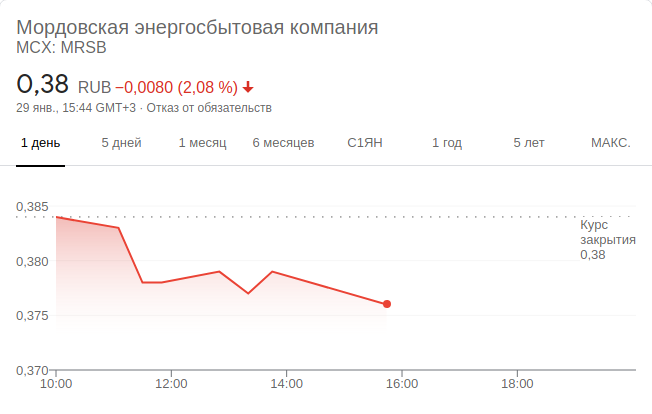 Мордовская энергосбытовая компания
MCX: MRSB
0,38 RUB −0,0080 (2,08 %)
29 янв., 15:44 GMT+3 · Отказ от обязательств
1 день 5 дней 1 месяц 6 месяцев С1ЯН 1 год 5 лет МАКС.
0,385
Курс
закрытия
0,38
0,380
0,375
0,370
10:00 12:00 14:00 16:00 18:00